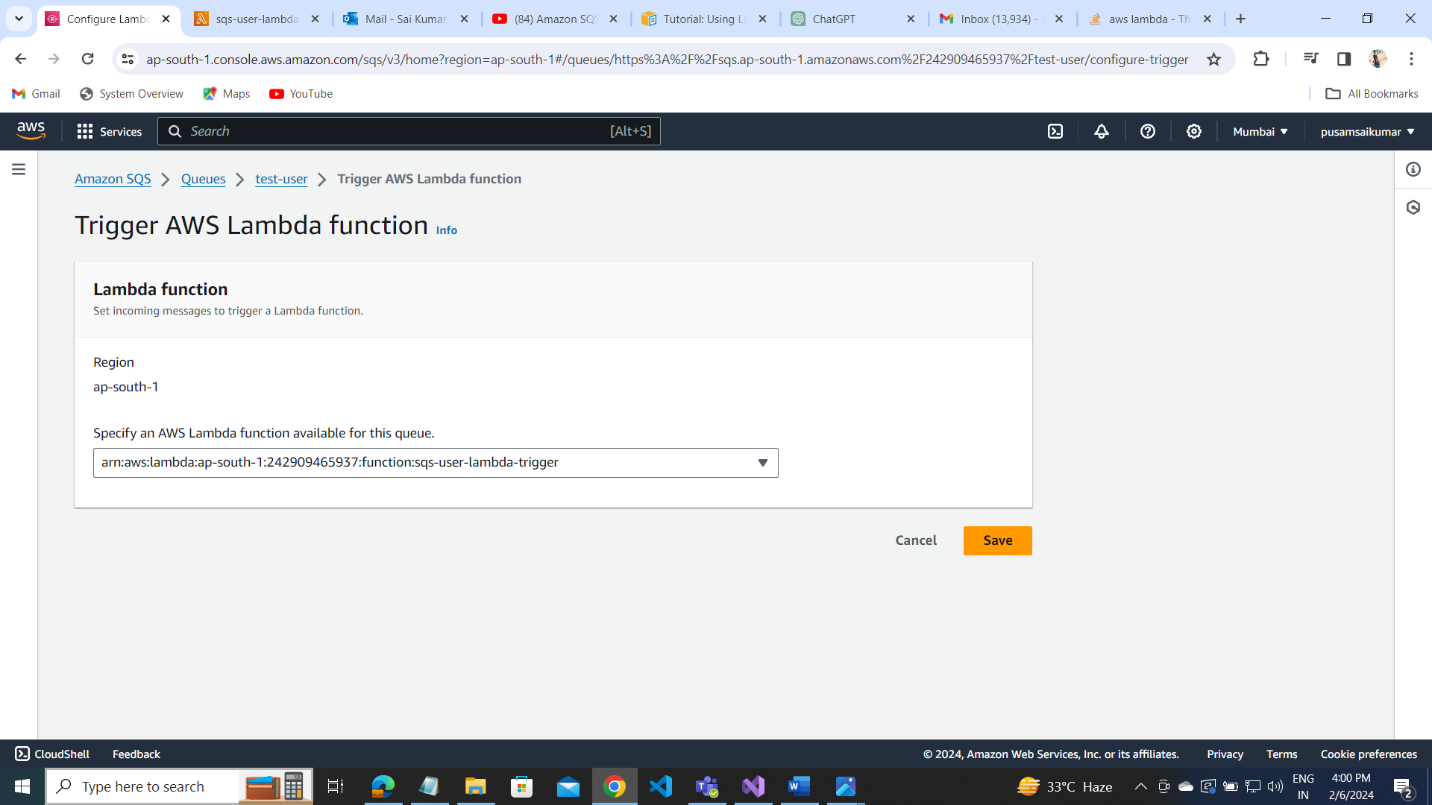 Configure Lambd
sqs-user-lambda
Mail - Sai Kumar
(84) Amazon SQS
Tutorial: Using La
ChatGPT
Inbox (13,934) -
aws lambda - Th
ap-south-1.console.aws.amazon.com/sqs/v3/home?region=ap-south-1#/queues/https%3A%2F%2Fsqs.ap-south-1.amazonaws.com%2F242909465937%2Ftest-user/configure-trigger
Gmail
System Overview
Maps
YouTube
All Bookmarks
aws
Services
Search
[Alt+S]
Mumbai
pusamsaikumar
Amazon SQS
Queues
test-user
Trigger AWS Lambda function
Trigger AWS Lambda function Info
Lambda function
Set incoming messages to trigger a Lambda function.
Region
ap-south-1
Specify an AWS Lambda function available for this queue.
arn:aws:lambda:ap-south-1:242909465937:function:sqs-user-lambda-trigger
Cancel
Save
CloudShell
Feedback
© 2024, Amazon Web Services, Inc. or its affiliates.
Privacy
Terms
Cookie preferences
Type here to search
33°C Haze
ENG
IN
4:00 PM
2/6/2024
2